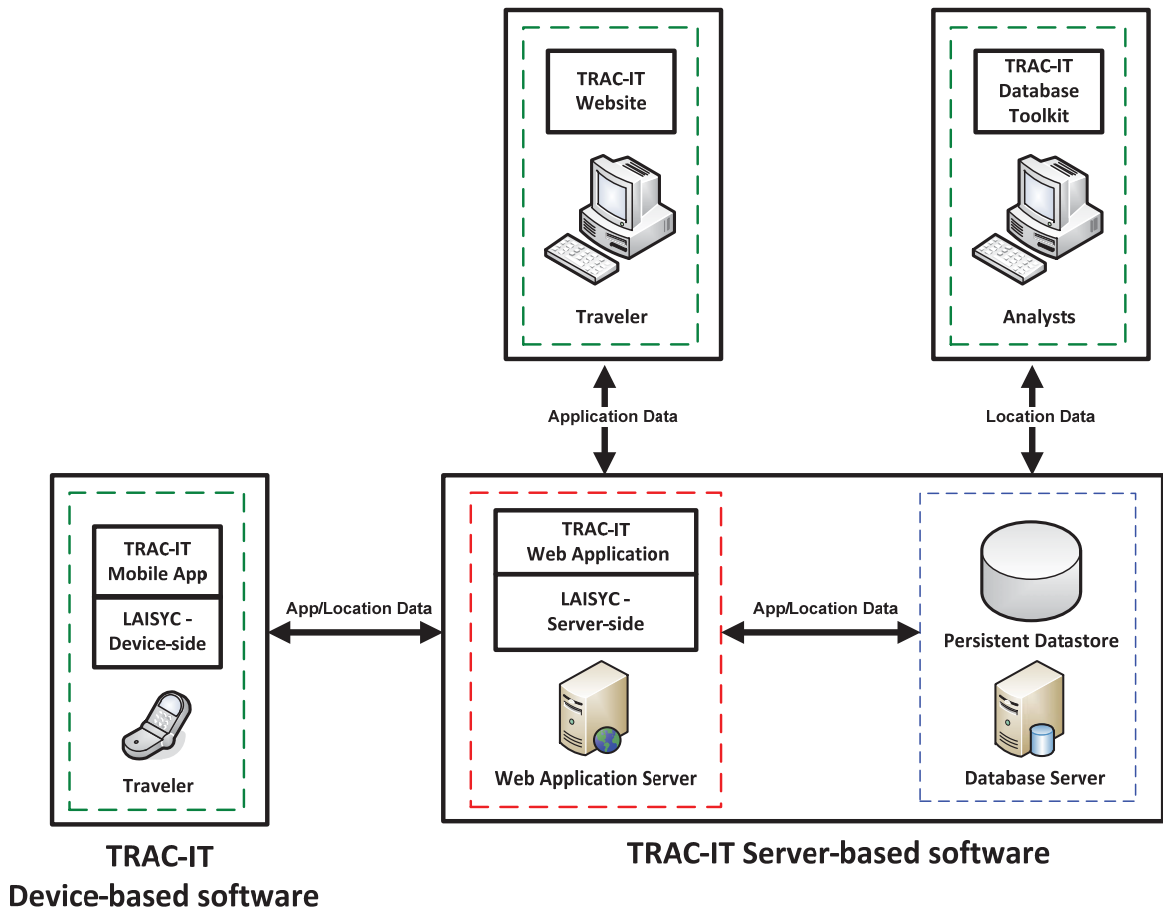 TRAC-IT
Website
Traveler
TRAC-IT
Database
Toolkit
Analysts
Application Data
Location Data
TRAC-IT
Mobile App
LAISYC -
Device-side
Traveler
App/Location Data
TRAC-IT
Web Application
LAISYC -
Server-side
Web Application Server
App/Location Data
Persistent Datastore
Database Server
TRAC-IT
Device-based software
TRAC-IT Server-based software